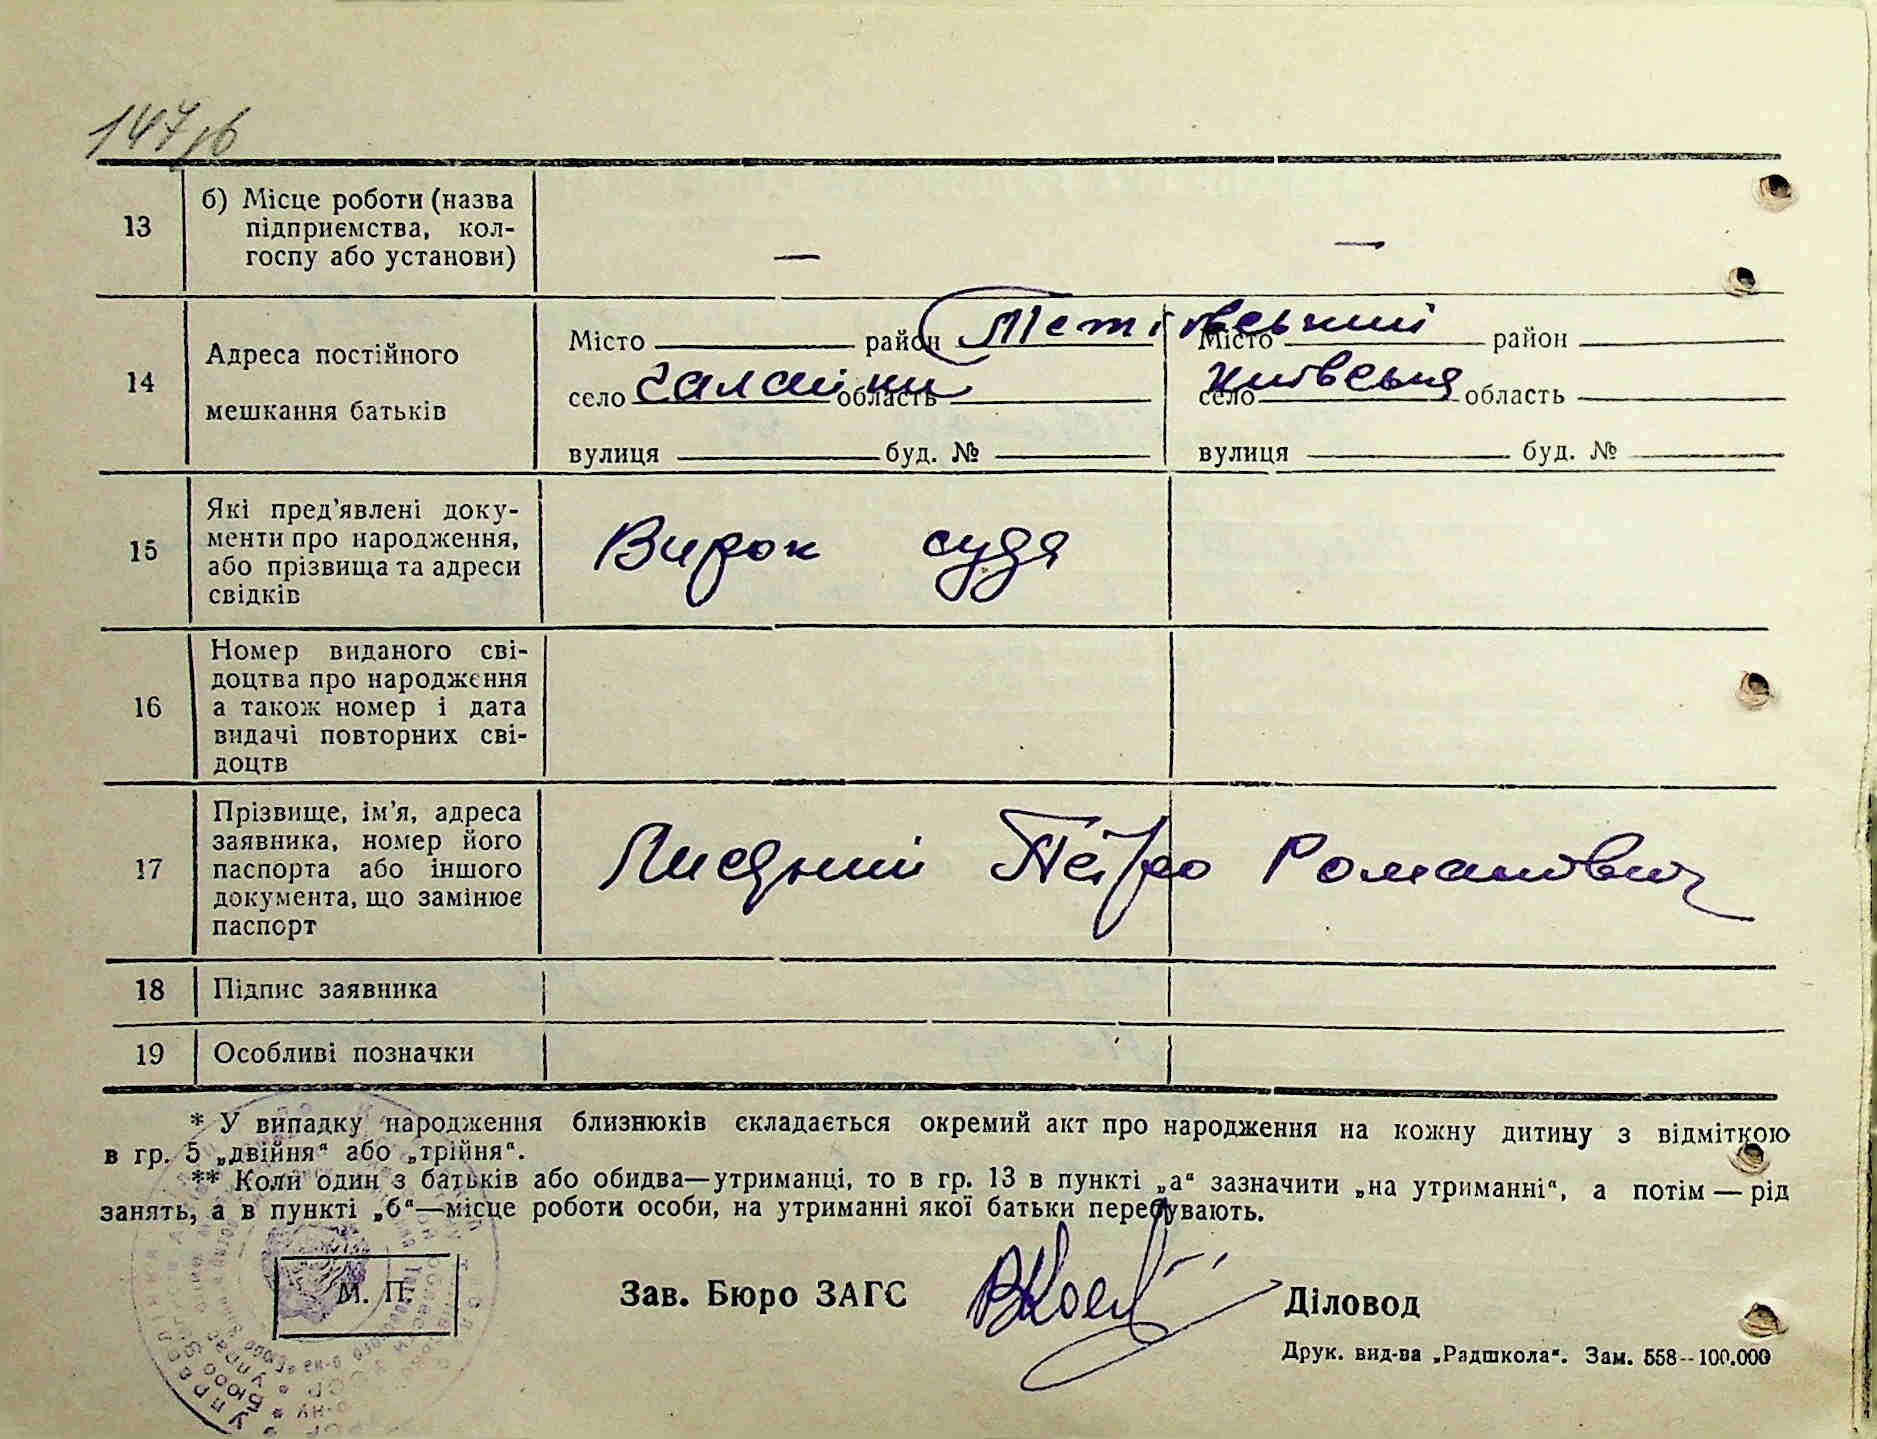 147зв
13
б) Місце роботи (назва
підприємства, кол-
госпу або установи)
— —
14
Адреса постійного
мешкання батьків
Місто район Тетіївський Місто район
село Галайки область Київська село область
вулиця буд. № вулиця буд. №
15
Які пред'явлені доку-
менти про народження,
або прізвища та адреси
свідків
Вирок суда
16
Номер виданого сві-
доцтва про народження
а також номер і дата
видачі повторних сві-
доцтв
17
Прізвище, ім'я, адреса
заявника, номер його
паспорта або іншого
документа, що замінює
паспорт
Петро Романович
18
Підпис заявника
19
Особливі позначки
* У випадку народження близнюків складається окремий акт про народження на кожну дитину з відміткою
в гр. 5 „двійня“ або „трійня“.
** Коли один з батьків або обидва—утриманці, то в гр. 13 в пункті „а“ зазначити „на утриманні“, а потім — рід
занять, а в пункті „б“—місце роботи особи, на утриманні якої батьки перебувають.
М. П.
Зав. Бюро ЗАГС
Діловод
Друк. вид-ва „Радшкола“. Зам. 558--100.000